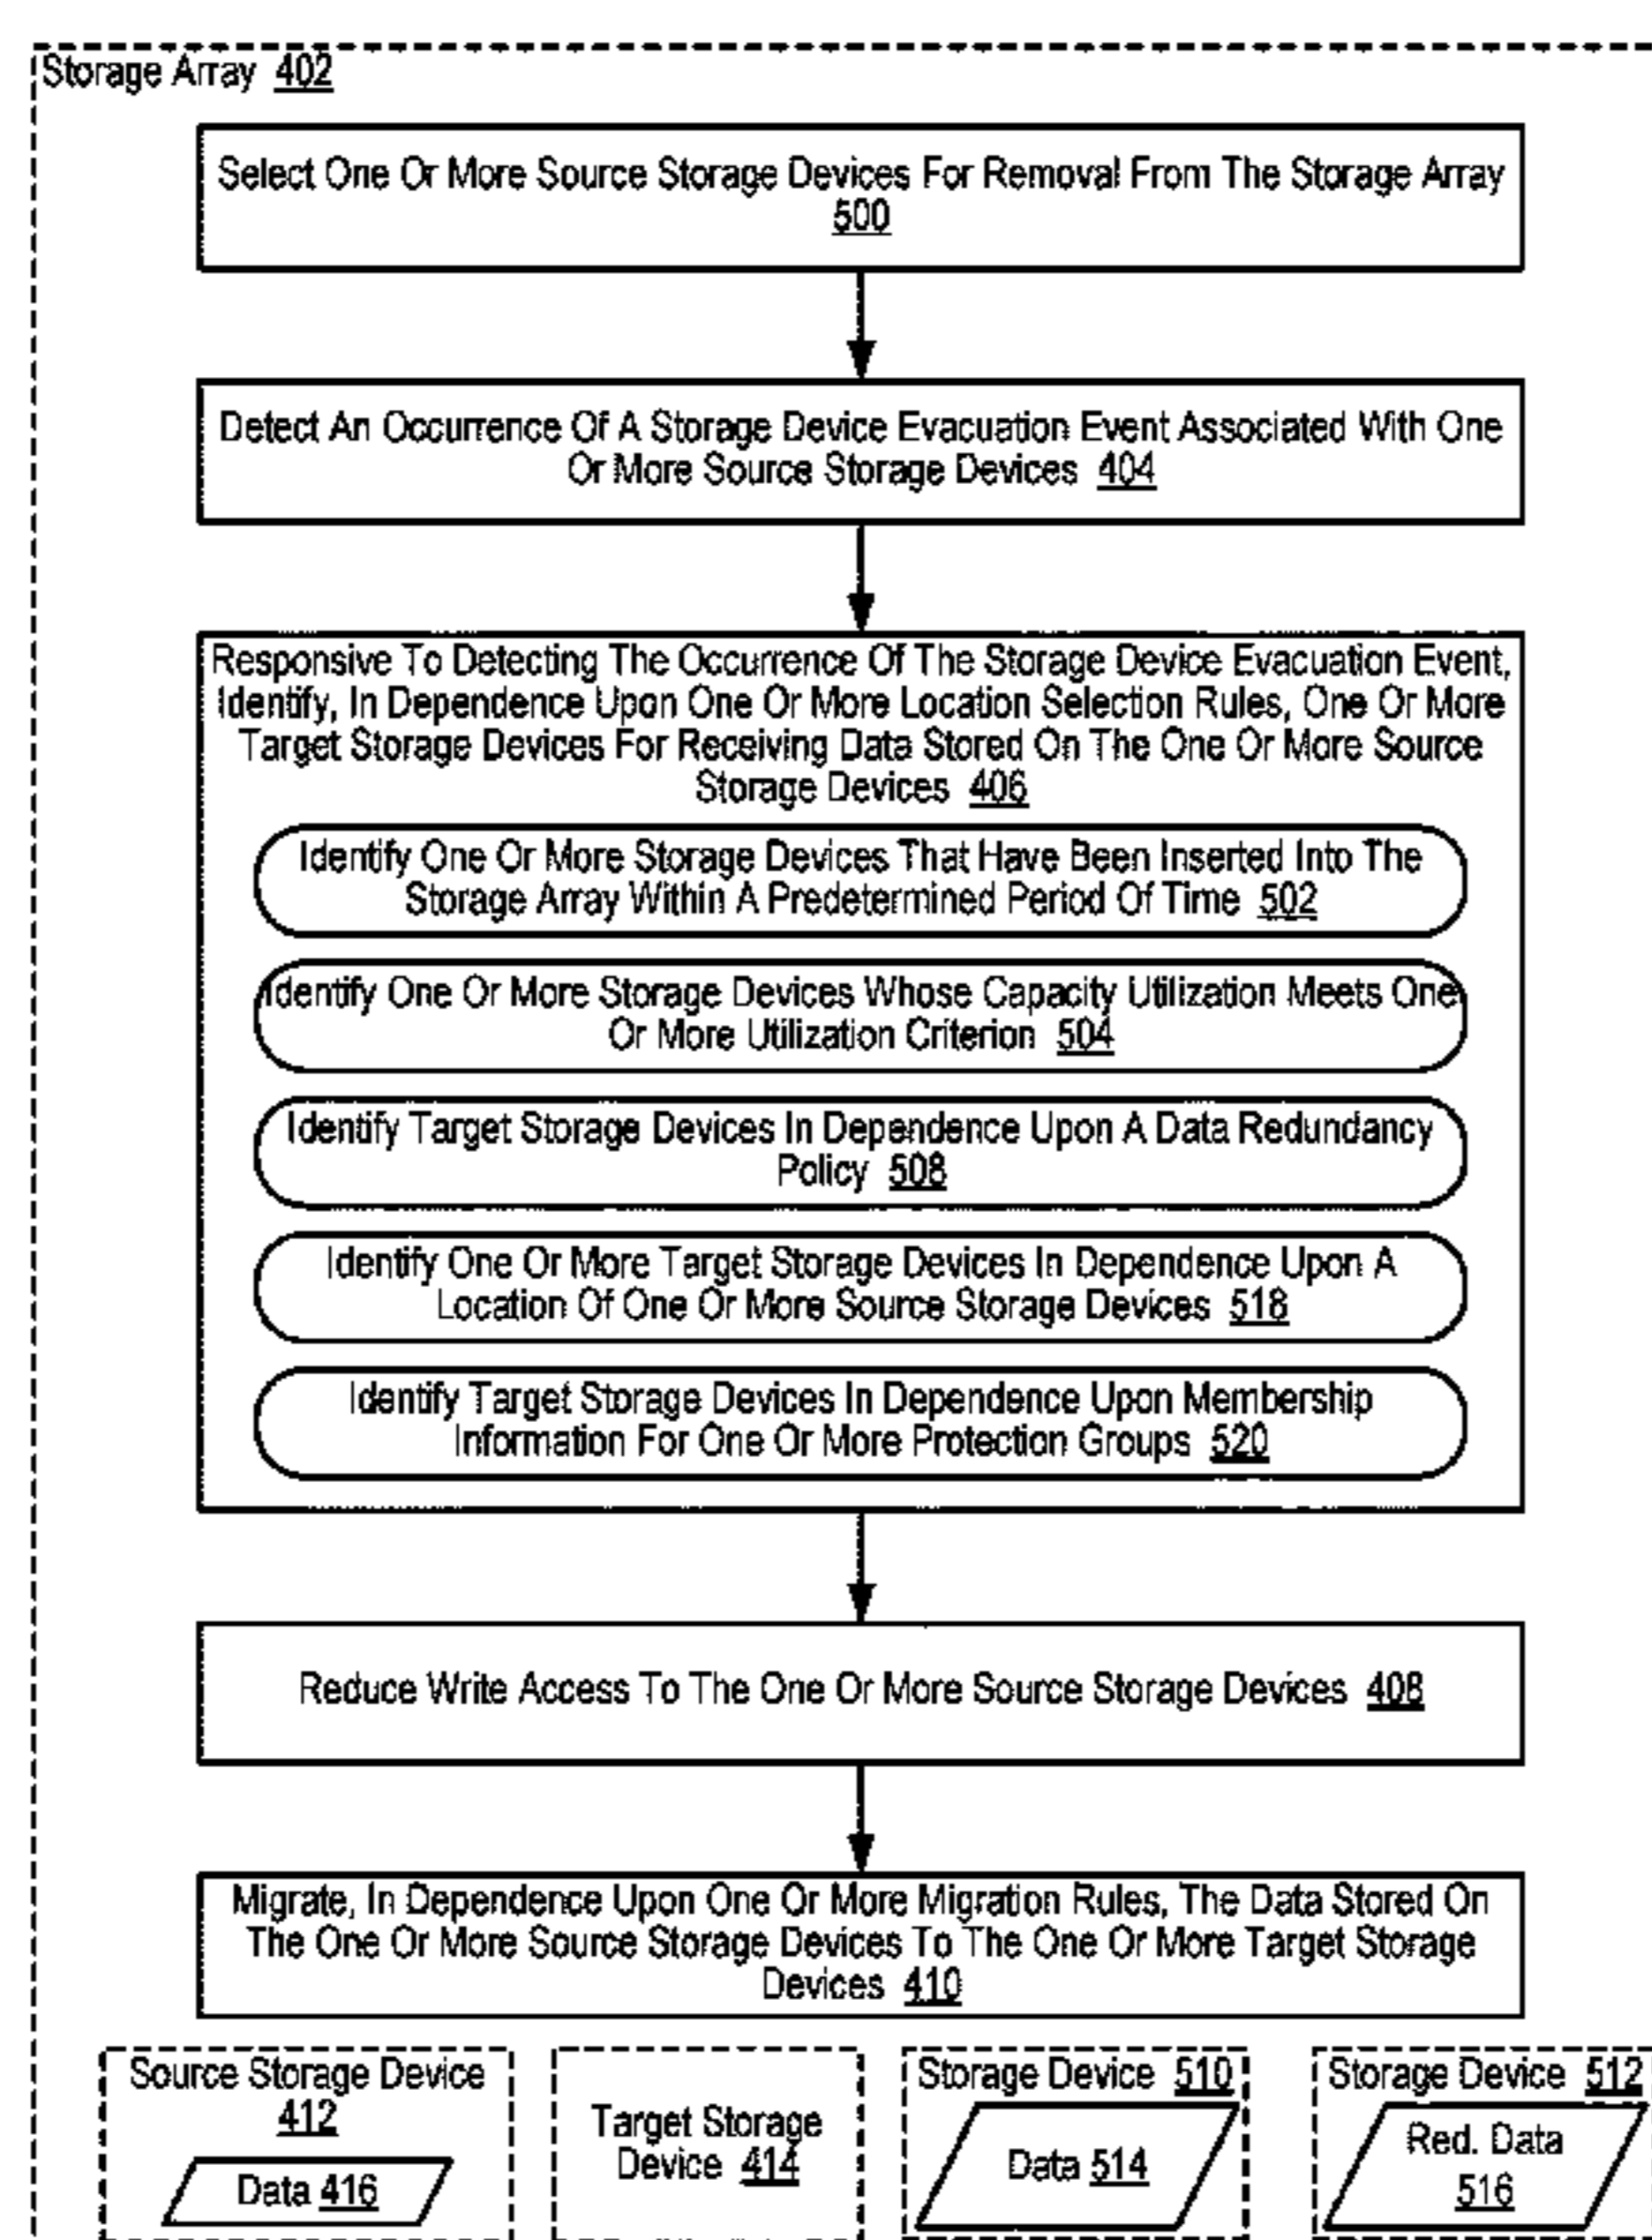 Storage Array 402
Select One Or More Source Storage Devices For Removal From The Storage Array
500
Detect An Occurrence Of A Storage Device Evacuation Event Associated With One
Or More Source Storage Devices 404
Responsive To Detecting The Occurrence Of The Storage Device Evacuation Event,
Identify, In Dependence Upon One Or More Location Selection Rules, One Or More
Target Storage Devices For Receiving Data Stored On The One Or More Source
Storage Devices 406
Identify One Or More Storage Devices That Have Been Inserted Into The
Storage Array Within A Predetermined Period Of Time 502
Identify One Or More Storage Devices Whose Capacity Utilization Meets One
Or More Utilization Criterion 504
Identify Target Storage Devices In Dependence Upon A Data Redundancy
Policy 508
Identify One Or More Target Storage Devices In Dependence Upon A
Location Of One Or More Source Storage Devices 518
Identify Target Storage Devices In Dependence Upon Membership
Information For One Or More Protection Groups 520
Reduce Write Access To The One Or More Source Storage Devices 408
Migrate, In Dependence Upon One Or More Migration Rules, The Data Stored On
The One Or More Source Storage Devices To The One Or More Target Storage
Devices 410
Source Storage Device
412
Data 416
Target Storage
Device 414
Storage Device 510
Data 514
Storage Device 512
Red. Data
516